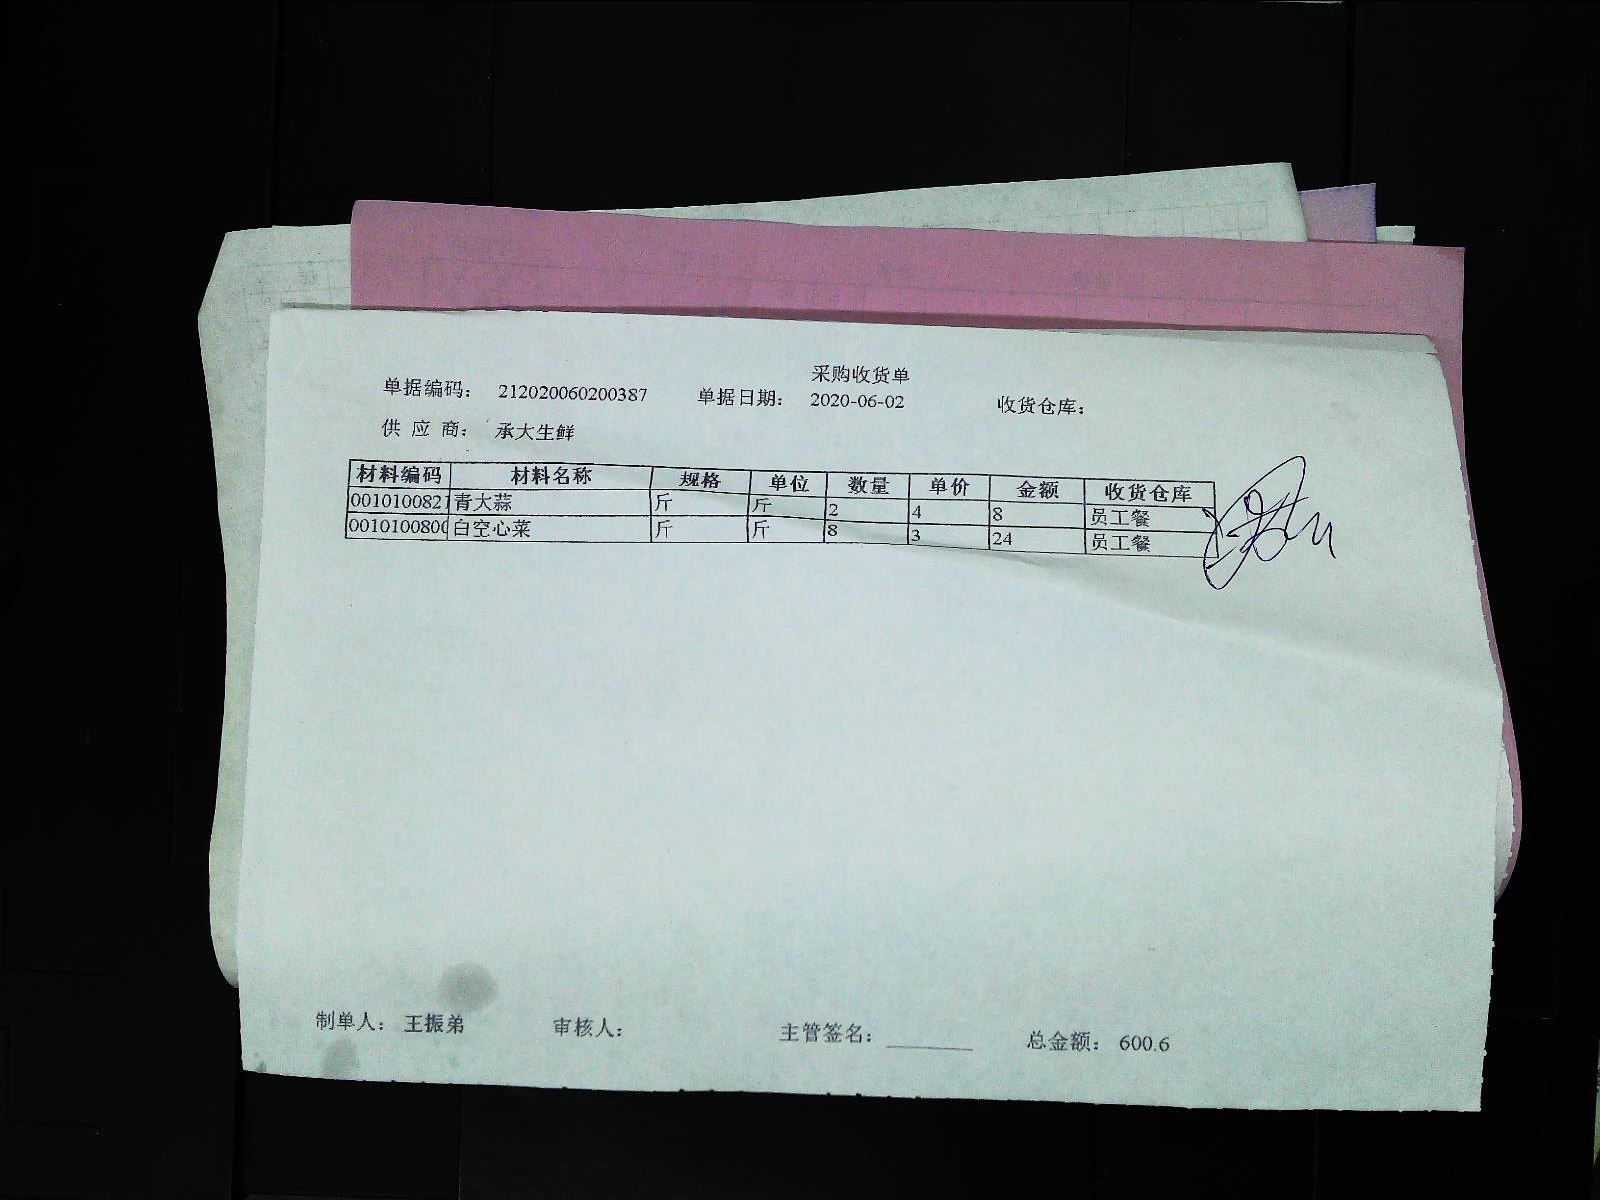 采购收货单
单据编码： 212020060200387 单据日期： 2020-06-02 收货仓库：
供 应 商： 承大生鲜
材料编码 材料名称 规格 单位 数量 单价 金额 收货仓库
0010100821 青大蒜 斤 斤 2 4 8 员工餐
001010080 白空心菜 斤 斤 8 3 24 员工餐
制单人： 王振弟 审核人： 主管签名： 总金额： 600.6